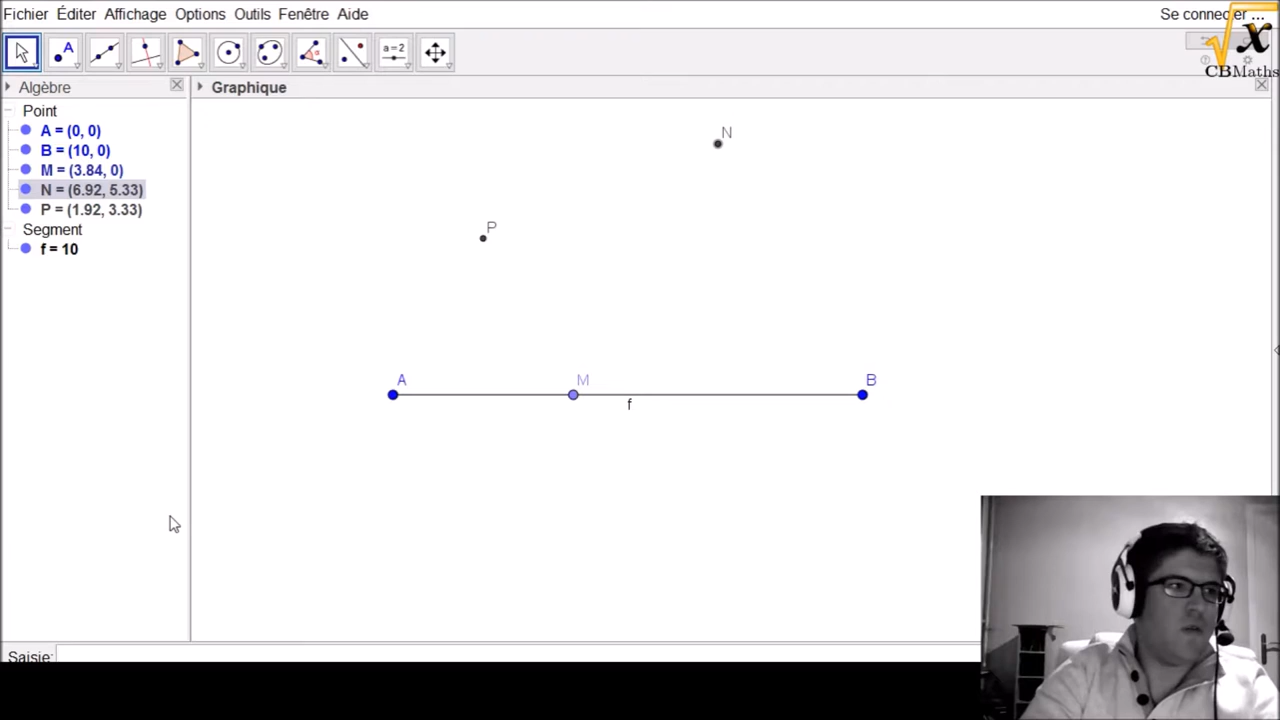 Fichier Éditer Affichage Options Outils Fenêtre Aide
Se connecter ...
A
a=2
x
CBMaths
Algèbre
Graphique
Point
A = (0, 0)
B = (10, 0)
M = (3.84, 0)
N = (6.92, 5.33)
P = (1.92, 3.33)
Segment
f = 10
N
P
A
M
B
f
Saisie: